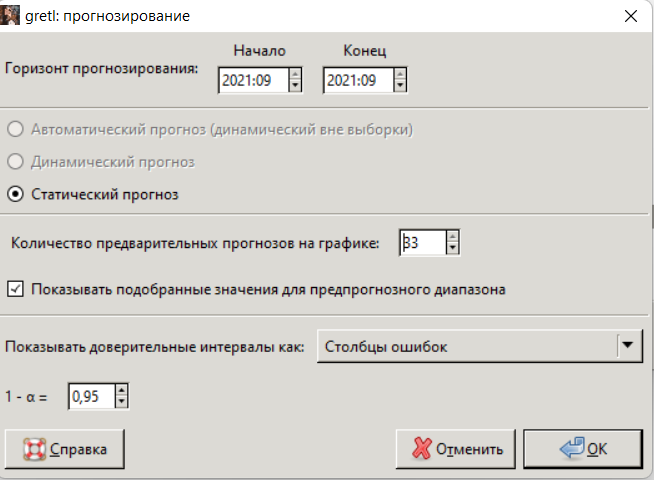 gretl: прогнозирование
Начало Конец
Горизонт прогнозирования: 2021:09 2021:09
Автоматический прогноз (динамический вне выборки)
Динамический прогноз
Статический прогноз
Количество предварительных прогнозов на графике: 33
Показывать подобранные значения для предпрогнозного диапазона
Показывать доверительные интервалы как: Столбцы ошибок
1 - α = 0,95
Справка Отменить OK